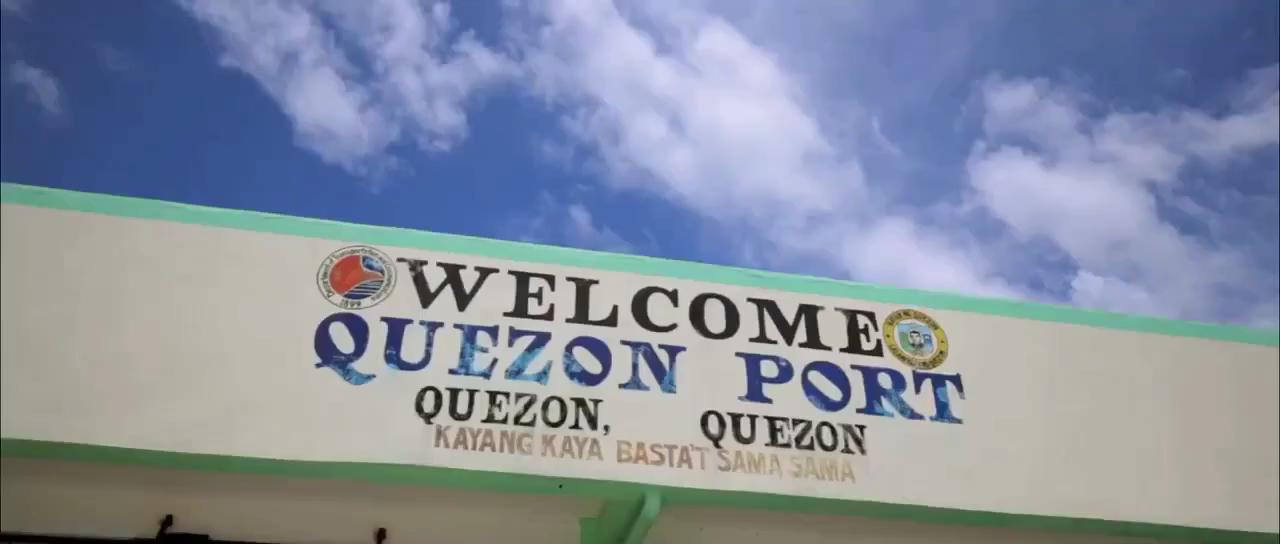 WELCOME
QUEZON PORT
QUEZON, QUEZON
KAYANG KAYA BASTA'T SAMA SAMA